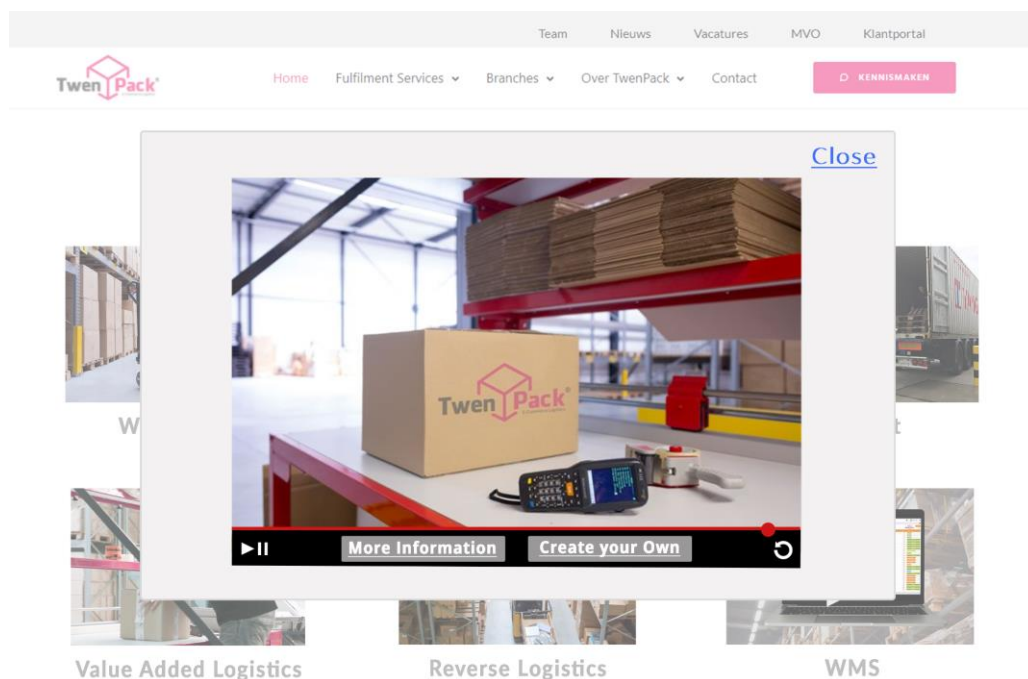 Team Nieuws Vacatures MVO Klantportal
TwenPack
Home Fulfilment Services Branches Over TwenPack Contact KENNISMAKEN
Close
TwenPack
More Information Create your Own
Value Added Logistics Reverse Logistics WMS